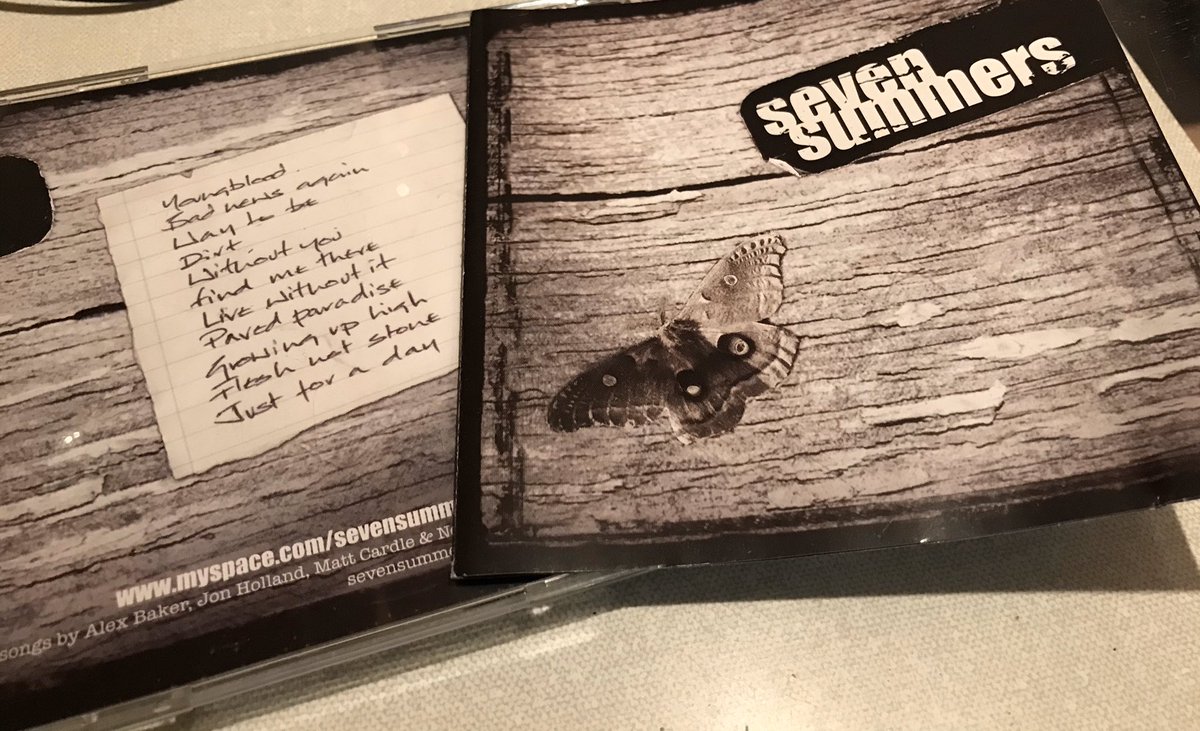 Youngblood
Bad news again
Way to be
Dirt
Without you
find me there
Live without it
Paved paradise
Growing up high
Flesh not stone
Just for a day
www.myspace.com/sevensumm
songs by Alex Baker, Jon Holland, Matt Cardle & N
sevensumme
seven
summers